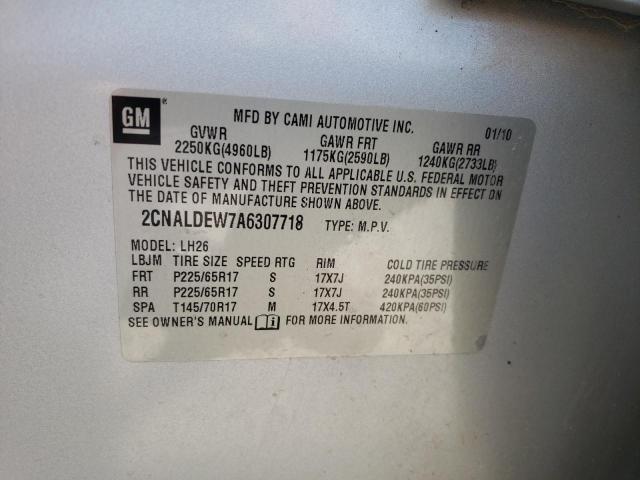 GM®
MFD BY CAMI AUTOMOTIVE INC. 01/10
GVWR GAWR FRT GAWR RR
2250KG(4960LB) 1175KG(2590LB) 1240KG(2733LB)
THIS VEHICLE CONFORMS TO ALL APPLICABLE U.S. FEDERAL MOTOR
VEHICLE SAFETY AND THEFT PREVENTION STANDARDS IN EFFECT ON
THE DATE OF MANUFACTURE SHOWN ABOVE.
2CNALDEW7A6307718 TYPE: M.P.V.
MODEL: LH26
LBJM TIRE SIZE SPEED RTG RIM COLD TIRE PRESSURE
FRT P225/65R17 S 17X7J 240KPA(35PSI)
RR P225/65R17 S 17X7J 240KPA(35PSI)
SPA T145/70R17 M 17X4.5T 420KPA(60PSI)
SEE OWNER'S MANUAL i FOR MORE INFORMATION.